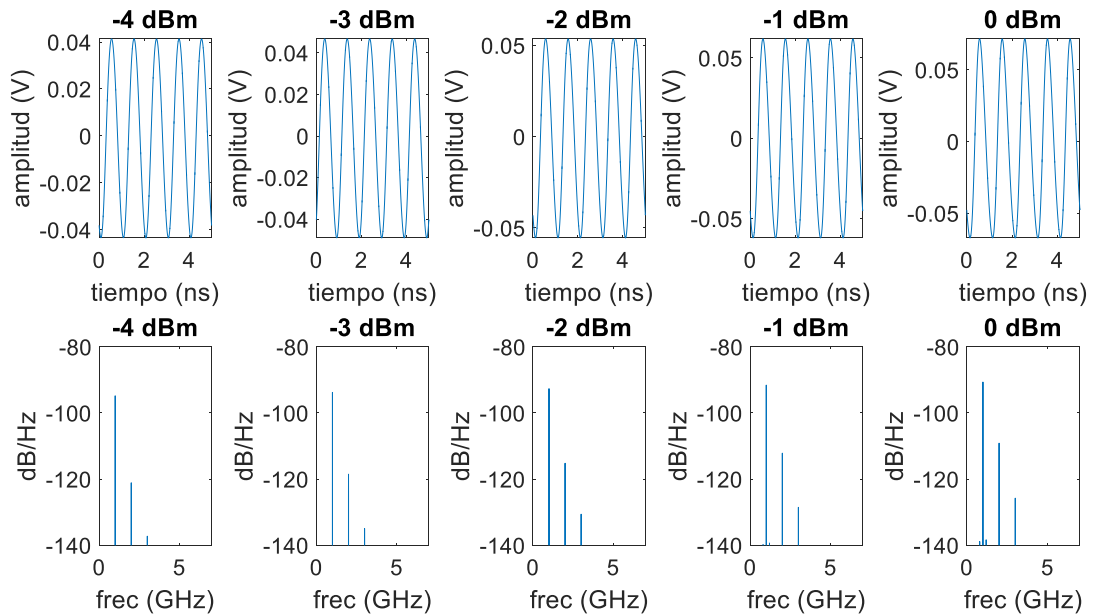 -4 dBm -3 dBm -2 dBm -1 dBm 0 dBm
amplitud (V) 0.04 0.02 0 -0.02 -0.04
amplitud (V) 0.04 0.02 0 -0.02 -0.04
amplitud (V) 0.05 0 -0.05
amplitud (V) 0.05 0 -0.05
amplitud (V) 0.05 0 -0.05
0 2 4 0 2 4 0 2 4 0 2 4 0 2 4
tiempo (ns) tiempo (ns) tiempo (ns) tiempo (ns) tiempo (ns)
-4 dBm -3 dBm -2 dBm -1 dBm 0 dBm
-80 -80 -80 -80 -80
-100 -100 -100 -100 -100
dB/Hz dB/Hz dB/Hz dB/Hz dB/Hz
-120 -120 -120 -120 -120
-140 -140 -140 -140 -140
0 5 0 5 0 5 0 5 0 5
frec (GHz) frec (GHz) frec (GHz) frec (GHz) frec (GHz)